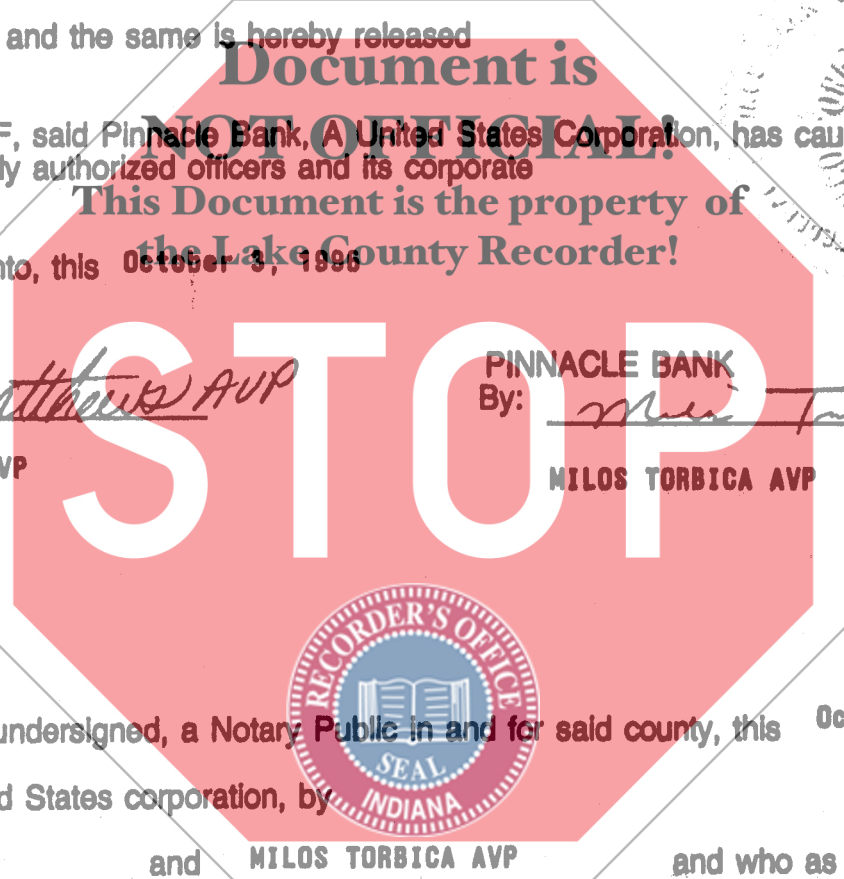 and the same is hereby released
Document is
NOT OFFICIAL!
F, said Pinnacle Bank, A United States Corporation, has cau
ly authorized officers and its corporate
This Document is the property of
the Lake County Recorder!
nto, this October 3, 1996
STOP
AVP
PINNACLE BANK
By:
VP
MILOS TORBICA AVP
RECORDER'S OFFICE
SEAL
INDIANA
undersigned, a Notary Public in and for said county, this Oc
d States corporation, by
and MILOS TORBICA AVP and who as